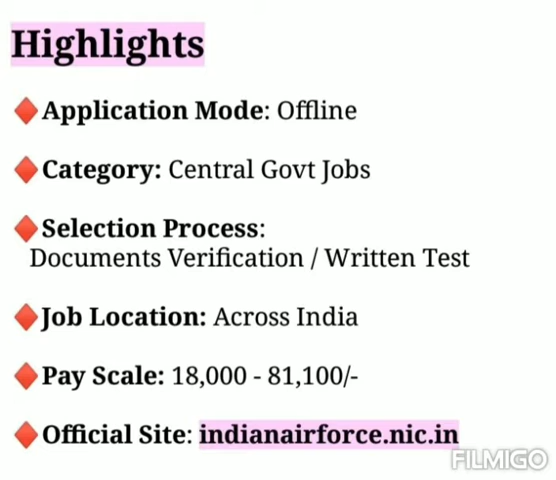 Highlights
♦Application Mode: Offline
♦Category: Central Govt Jobs
♦Selection Process:
Documents Verification / Written Test
♦Job Location: Across India
♦Pay Scale: 18,000 - 81,100/-
♦Official Site: indianairforce.nic.in
FILMIGO